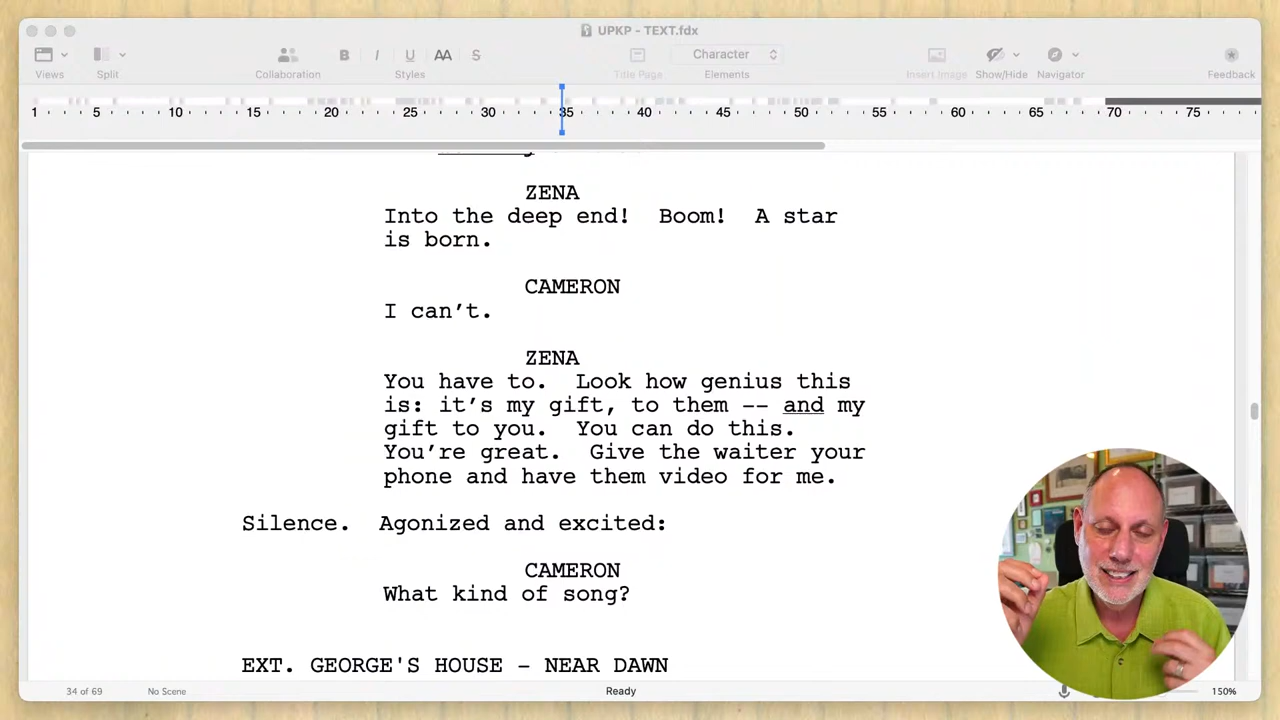 UPKP - TEXT.fdx
Views
Split
Collaboration
B I U AA S
Styles
Title Page
Character
Elements
Insert Image
Show/Hide
Navigator
Feedback
1 5 10 15 20 25 30 35 40 45 50 55 60 65 70 75
ZENA
Into the deep end!  Boom!  A star
is born.
CAMERON
I can’t.
ZENA
You have to.  Look how genius this
is: it’s my gift, to them -- and my
gift to you.  You can do this.
You’re great.  Give the waiter your
phone and have them video for me.
Silence.  Agonized and excited:
CAMERON
What kind of song?
EXT. GEORGE'S HOUSE - NEAR DAWN
34 of 69
No Scene
Ready
150%